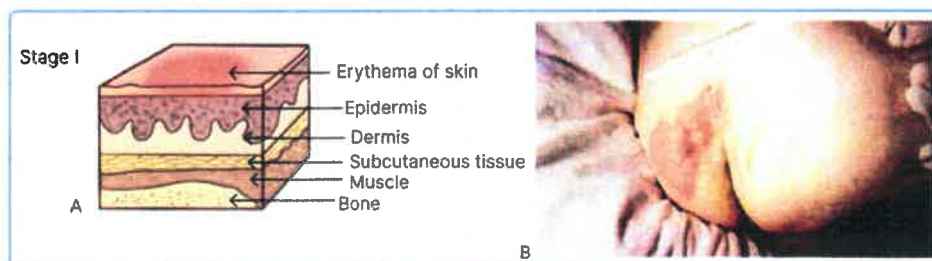 Stage I
Erythema of skin
Epidermis
Dermis
Subcutaneous tissue
Muscle
Bone
A
B